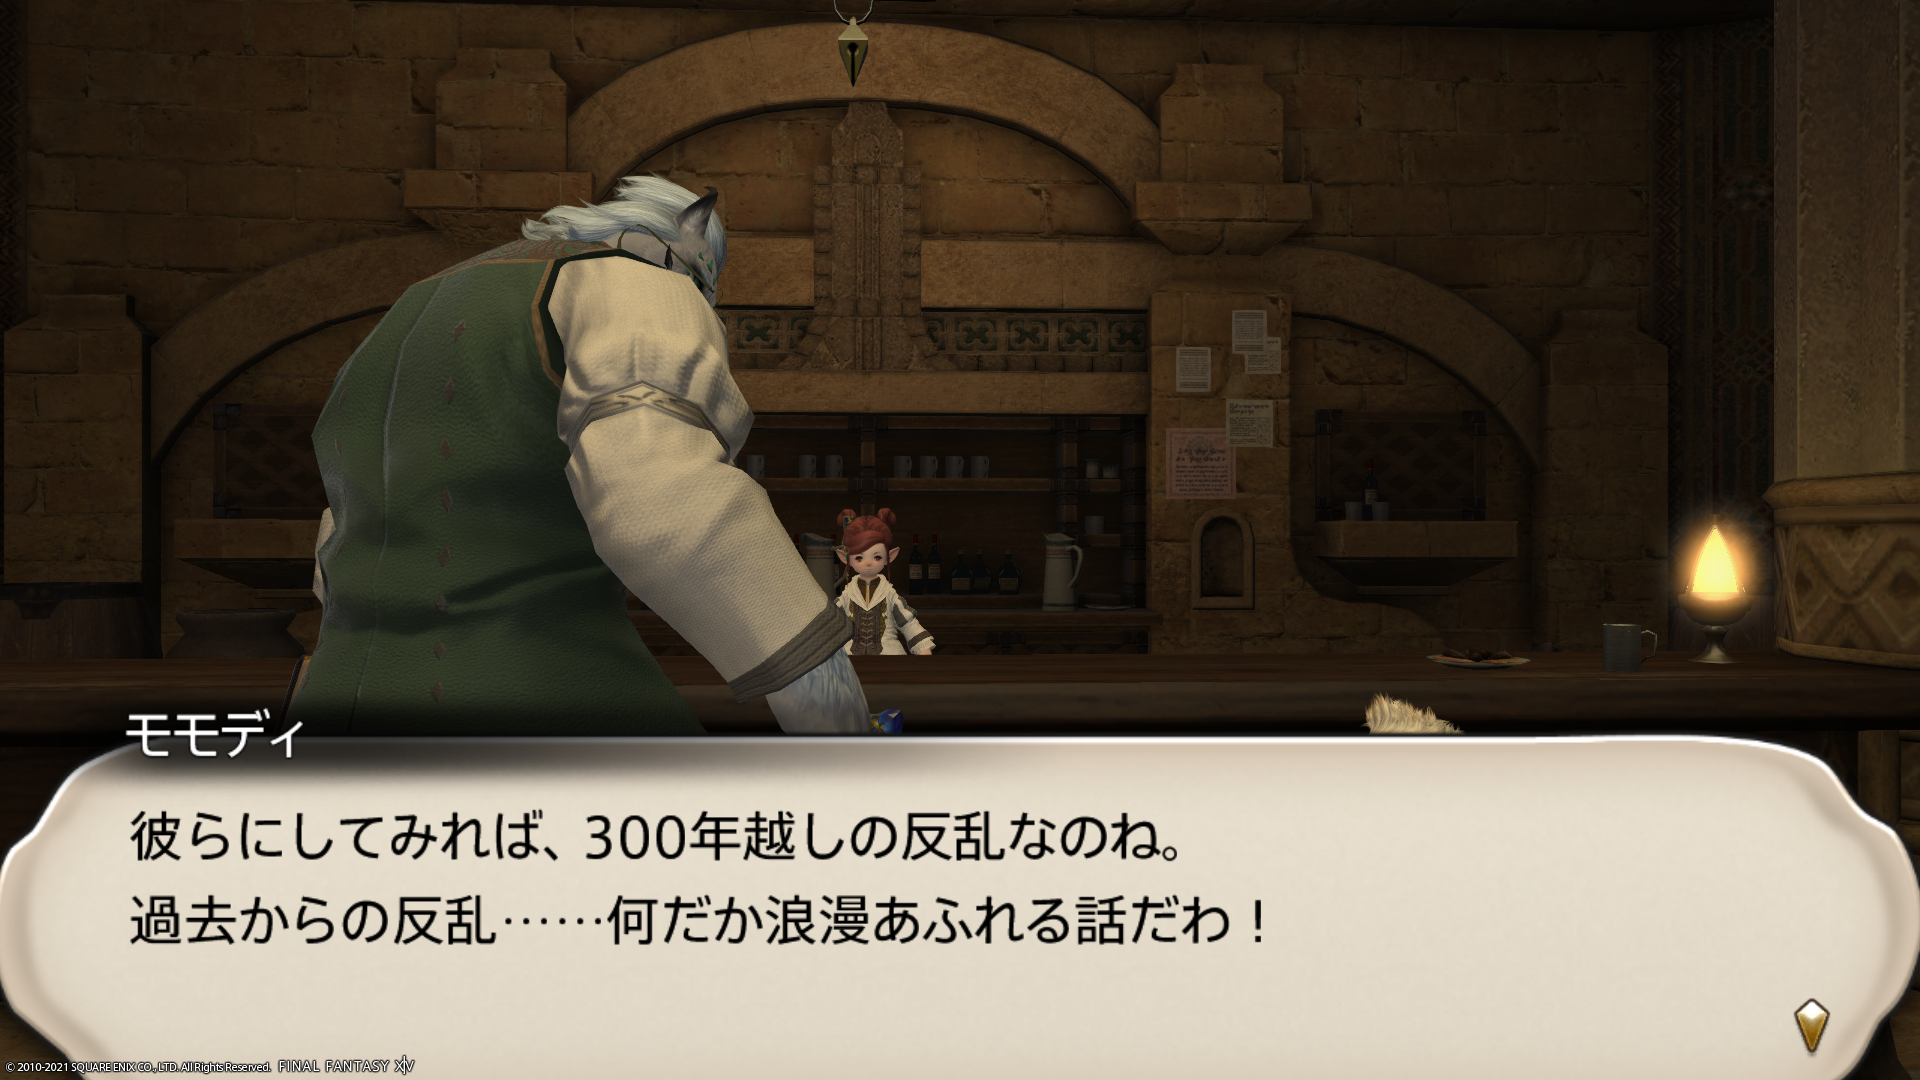 モモディ
彼らにしてみれば、300年越しの反乱なのね。
過去からの反乱……何だか浪漫あふれる話だわ！
© 2010-2021 SQUARE ENIX CO., LTD. All Rights Reserved. FINAL FANTASY XIV